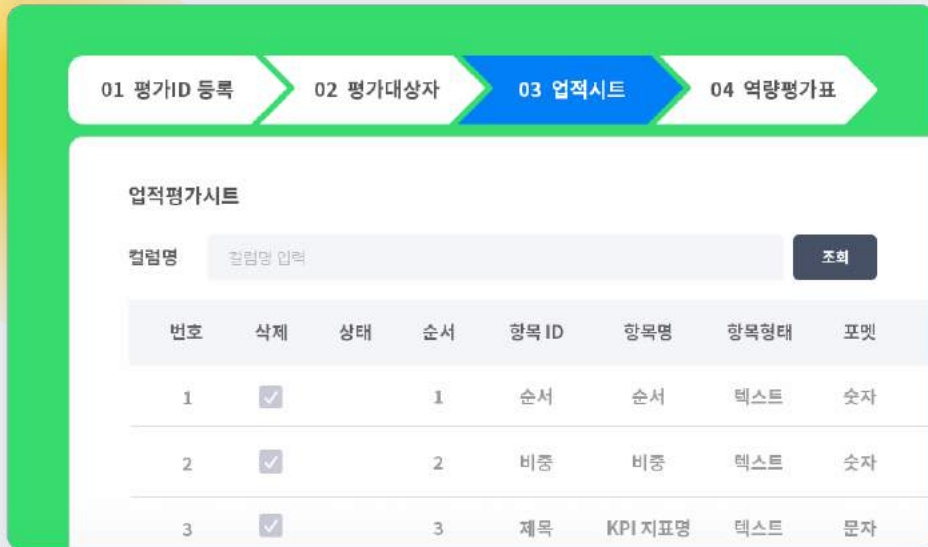 01 평가ID 등록 02 평가대상자 03 업적시트 04 역량평가표
업적평가시트
컬럼명 컬럼명 입력 조회
번호 삭제 상태 순서 항목 ID 항목명 항목형태 포멧
1 1 순서 순서 텍스트 숫자
2 2 비중 비중 텍스트 숫자
3 3 제목 KPI 지표명 텍스트 문자